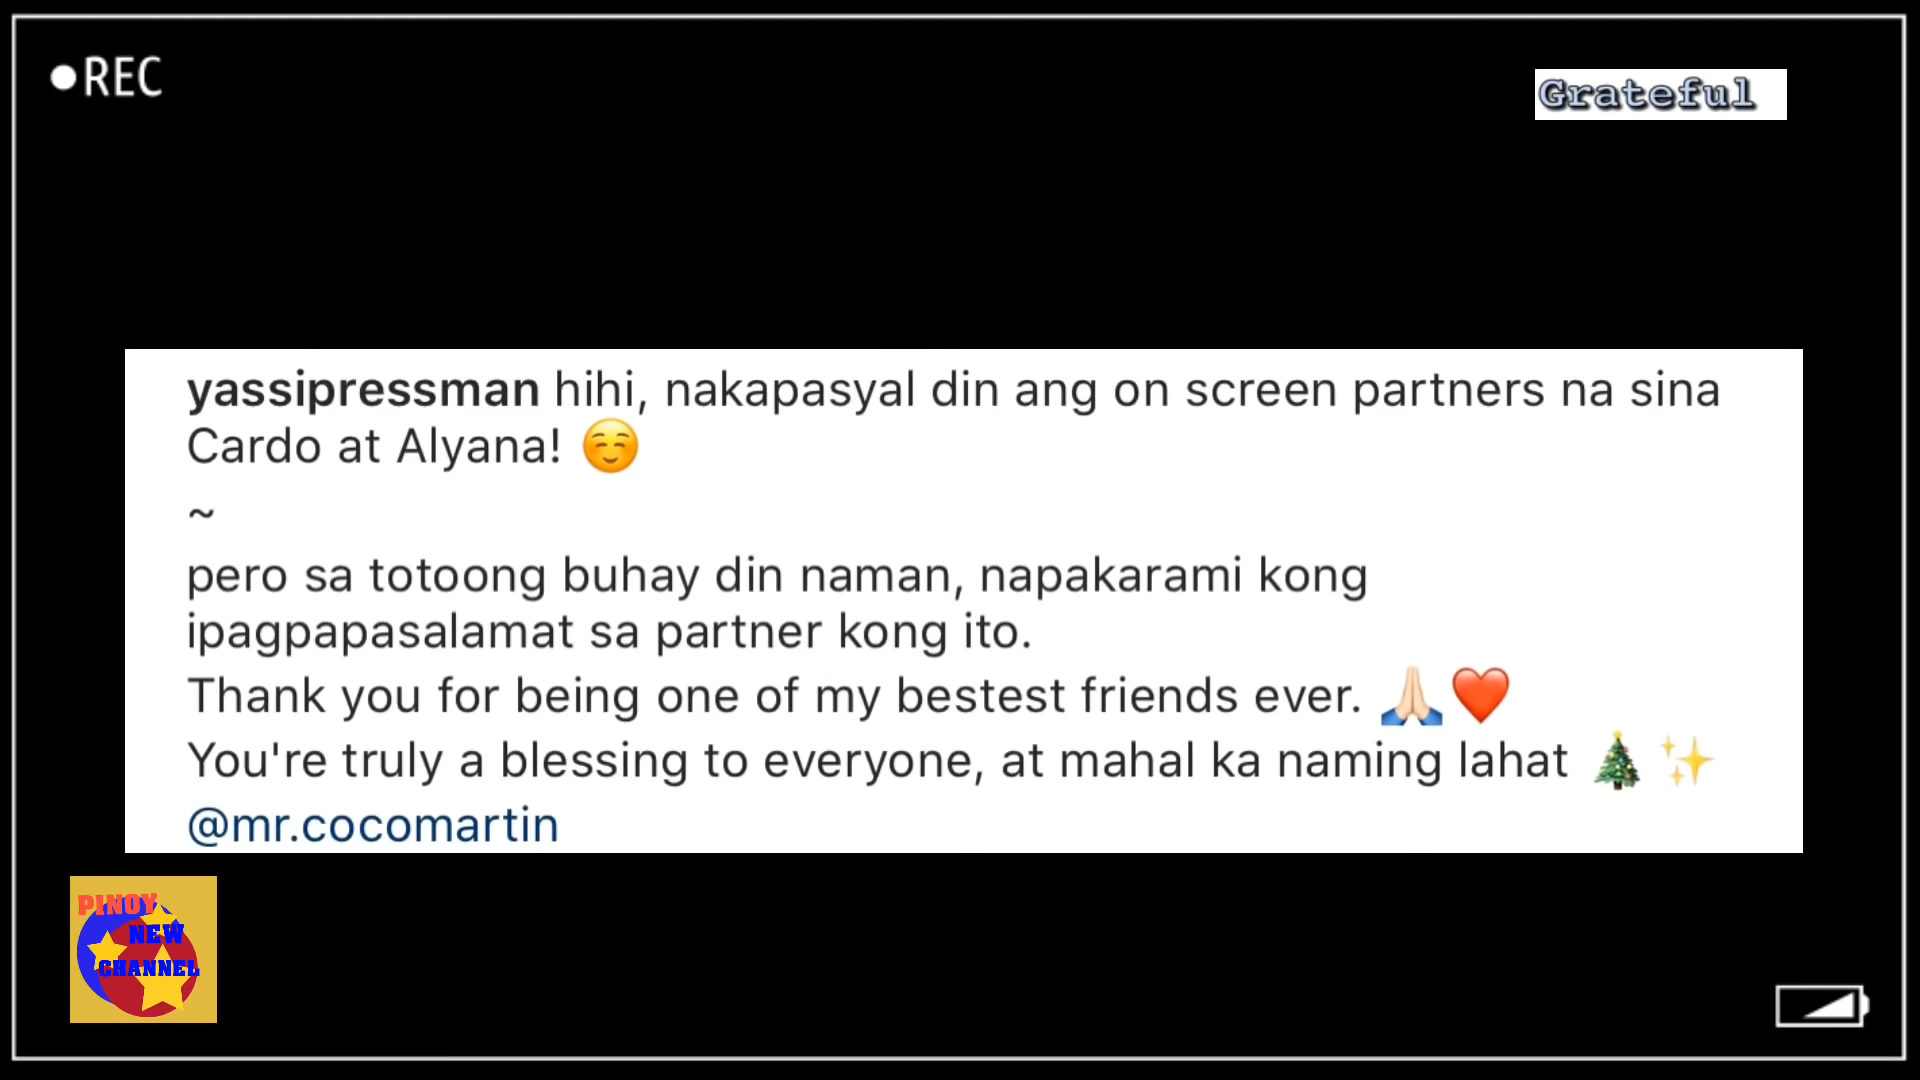 REC
Grateful
yassipressman hihi, nakapasyal din ang on screen partners na sina
Cardo at Alyana! ☺️
~
pero sa totoong buhay din naman, napakarami kong
ipagpapasalamat sa partner kong ito.
Thank you for being one of my bestest friends ever. 🙏🏻❤️
You're truly a blessing to everyone, at mahal ka naming lahat 🎄✨
@mr.cocomartin
PINOY
NEW
CHANNEL